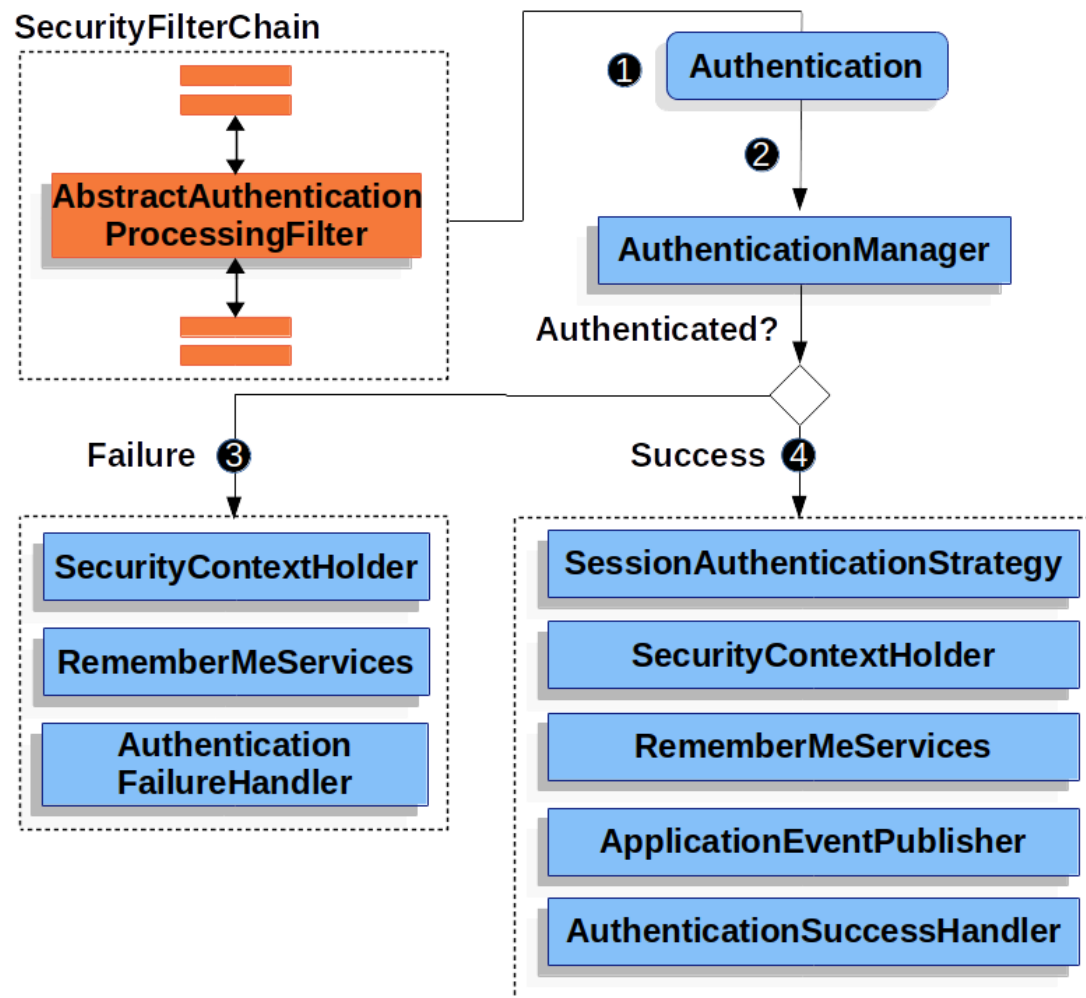 SecurityFilterChain
AbstractAuthentication
ProcessingFilter
1
Authentication
2
AuthenticationManager
Authenticated?
Failure
3
Success
4
SecurityContextHolder
RememberMeServices
Authentication
FailureHandler
SessionAuthenticationStrategy
SecurityContextHolder
RememberMeServices
ApplicationEventPublisher
AuthenticationSuccessHandler